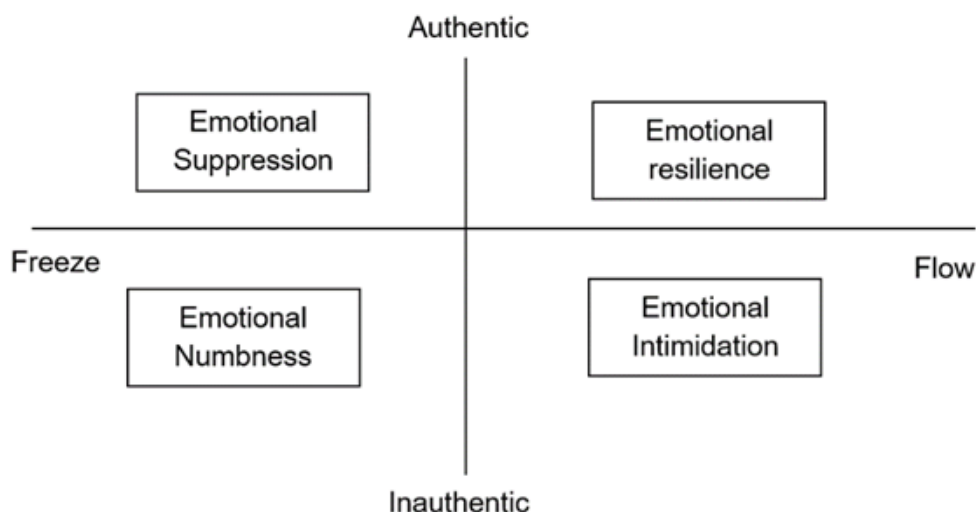 Authentic
Emotional
Suppression
Emotional
resilience
Freeze
Flow
Emotional
Numbness
Emotional
Intimidation
Inauthentic